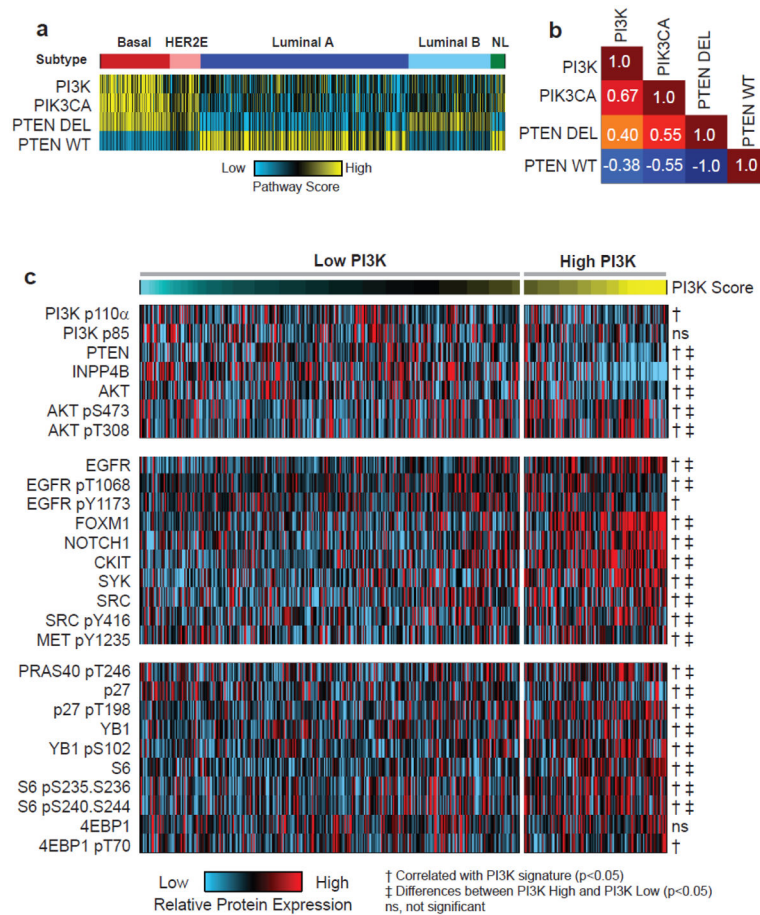 a
Basal HER2E Luminal A Luminal B NL
Subtype
PI3K
PIK3CA
PTEN DEL
PTEN WT
Low High
Pathway Score
b
PI3K
PIK3CA
PTEN DEL
PTEN WT
PI3K 1.0
PIK3CA 0.67 1.0
PTEN DEL 0.40 0.55 1.0
PTEN WT -0.38 -0.55 -1.0 1.0
c
Low PI3K High PI3K
PI3K Score
PI3K p110α †
PI3K p85 ns
PTEN † ‡
INPP4B † ‡
AKT † ‡
AKT pS473 † ‡
AKT pT308 † ‡
EGFR † ‡
EGFR pT1068 † ‡
EGFR pY1173 †
FOXM1 † ‡
NOTCH1 † ‡
CKIT † ‡
SYK † ‡
SRC † ‡
SRC pY416 † ‡
MET pY1235 † ‡
PRAS40 pT246 † ‡
p27 † ‡
p27 pT198 † ‡
YB1 † ‡
YB1 pS102 † ‡
S6 † ‡
S6 pS235.S236 † ‡
S6 pS240.S244 † ‡
4EBP1 ns
4EBP1 pT70 †
Low High
Relative Protein Expression
† Correlated with PI3K signature (p<0.05)
‡ Differences between PI3K High and PI3K Low (p<0.05)
ns, not significant